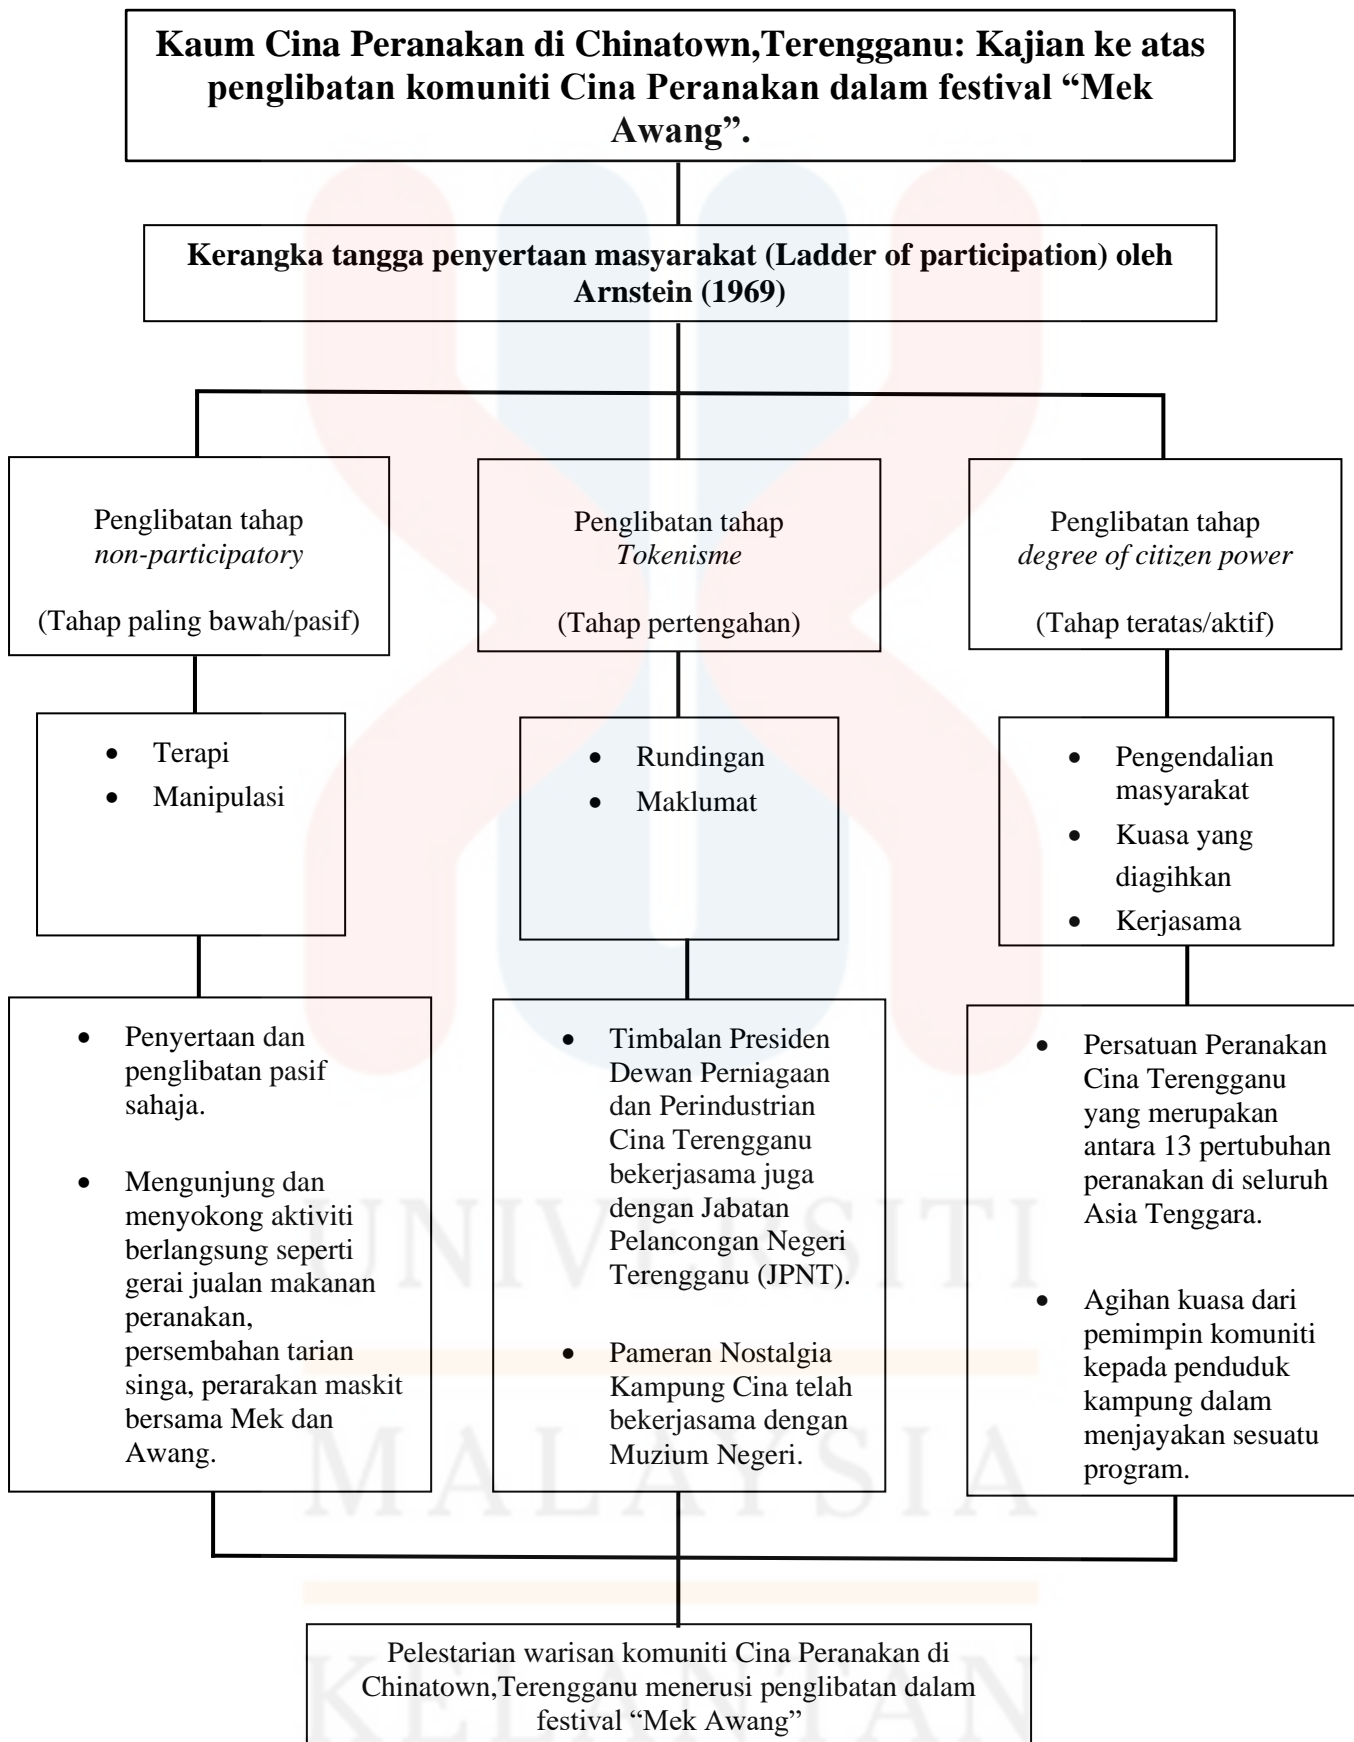 Kaum Cina Peranakan di Chinatown,Terengganu: Kajian ke atas
penglibatan komuniti Cina Peranakan dalam festival “Mek
Awang”.
Kerangka tangga penyertaan masyarakat (Ladder of participation) oleh
Arnstein (1969)
Penglibatan tahap
non-participatory
(Tahap paling bawah/pasif)
Penglibatan tahap
Tokenisme
(Tahap pertengahan)
Penglibatan tahap
degree of citizen power
(Tahap teratas/aktif)
• Terapi
• Manipulasi
• Rundingan
• Maklumat
• Pengendalian
masyarakat
• Kuasa yang
diagihkan
• Kerjasama
• Penyertaan dan
penglibatan pasif
sahaja.
• Mengunjung dan
menyokong aktiviti
berlangsung seperti
gerai jualan makanan
peranakan,
persembahan tarian
singa, perarakan maskit
bersama Mek dan
Awang.
• Timbalan Presiden
Dewan Perniagaan
dan Perindustrian
Cina Terengganu
bekerjasama juga
dengan Jabatan
Pelancongan Negeri
Terengganu (JPNT).
• Pameran Nostalgia
Kampung Cina telah
bekerjasama dengan
Muzium Negeri.
• Persatuan Peranakan
Cina Terengganu
yang merupakan
antara 13 pertubuhan
peranakan di seluruh
Asia Tenggara.
• Agihan kuasa dari
pemimpin komuniti
kepada penduduk
kampung dalam
menjayakan sesuatu
program.
Pelestarian warisan komuniti Cina Peranakan di
Chinatown,Terengganu menerusi penglibatan dalam
festival “Mek Awang”
UNIVERSITI
MALAYSIA
KELANTAN